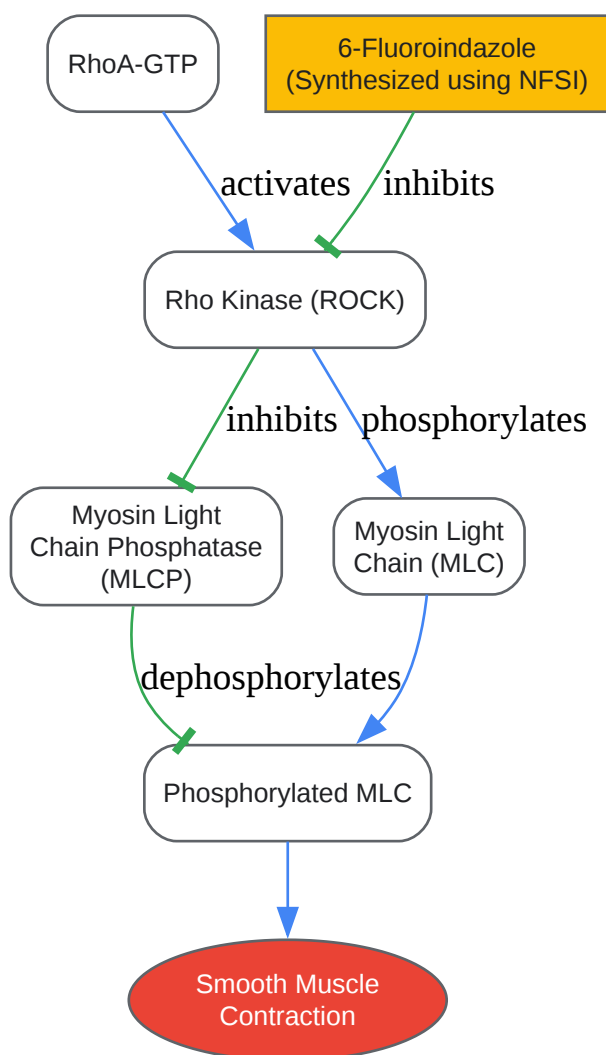 RhoA-GTP
6-Fluoroindazole
(Synthesized using NFSI)
activates
inhibits
Rho Kinase (ROCK)
inhibits
phosphorylates
Myosin Light
Chain Phosphatase
(MLCP)
Myosin Light
Chain (MLC)
dephosphorylates
Phosphorylated MLC
Smooth Muscle
Contraction